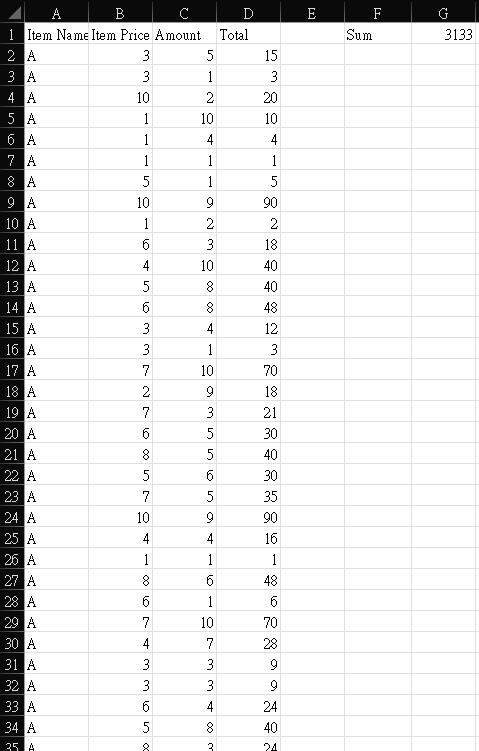 A B C D E F G
1 Item Name Item Price Amount Total Sum 3133
2 A 3 5 15
3 A 3 1 3
4 A 10 2 20
5 A 1 10 10
6 A 1 4 4
7 A 1 1 1
8 A 5 1 5
9 A 10 9 90
10 A 1 2 2
11 A 6 3 18
12 A 4 10 40
13 A 5 8 40
14 A 6 8 48
15 A 3 4 12
16 A 3 1 3
17 A 7 10 70
18 A 2 9 18
19 A 7 3 21
20 A 6 5 30
21 A 8 5 40
22 A 5 6 30
23 A 7 5 35
24 A 10 9 90
25 A 4 4 16
26 A 1 1 1
27 A 8 6 48
28 A 6 1 6
29 A 7 10 70
30 A 4 7 28
31 A 3 3 9
32 A 3 3 9
33 A 6 4 24
34 A 5 8 40
35 A 8 3 24